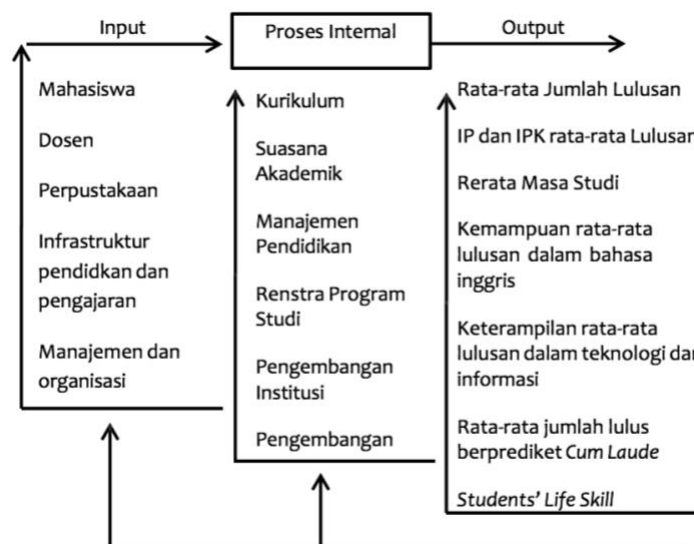 Input
Proses Internal
Output
Mahasiswa
Dosen
Perpustakaan
Infrastruktur
pendidkan dan
pengajaran
Manajemen dan
organisasi
Kurikulum
Suasana
Akademik
Manajemen
Pendidikan
Renstra Program
Studi
Pengembangan
Institusi
Pengembangan
Rata-rata Jumlah Lulusan
IP dan IPK rata-rata Lulusan
Rerata Masa Studi
Kemampuan rata-rata
lulusan dalam bahasa
inggris
Keterampilan rata-rata
lulusan dalam teknologi dan
informasi
Rata-rata jumlah lulus
berprediket Cum Laude
Students' Life Skill